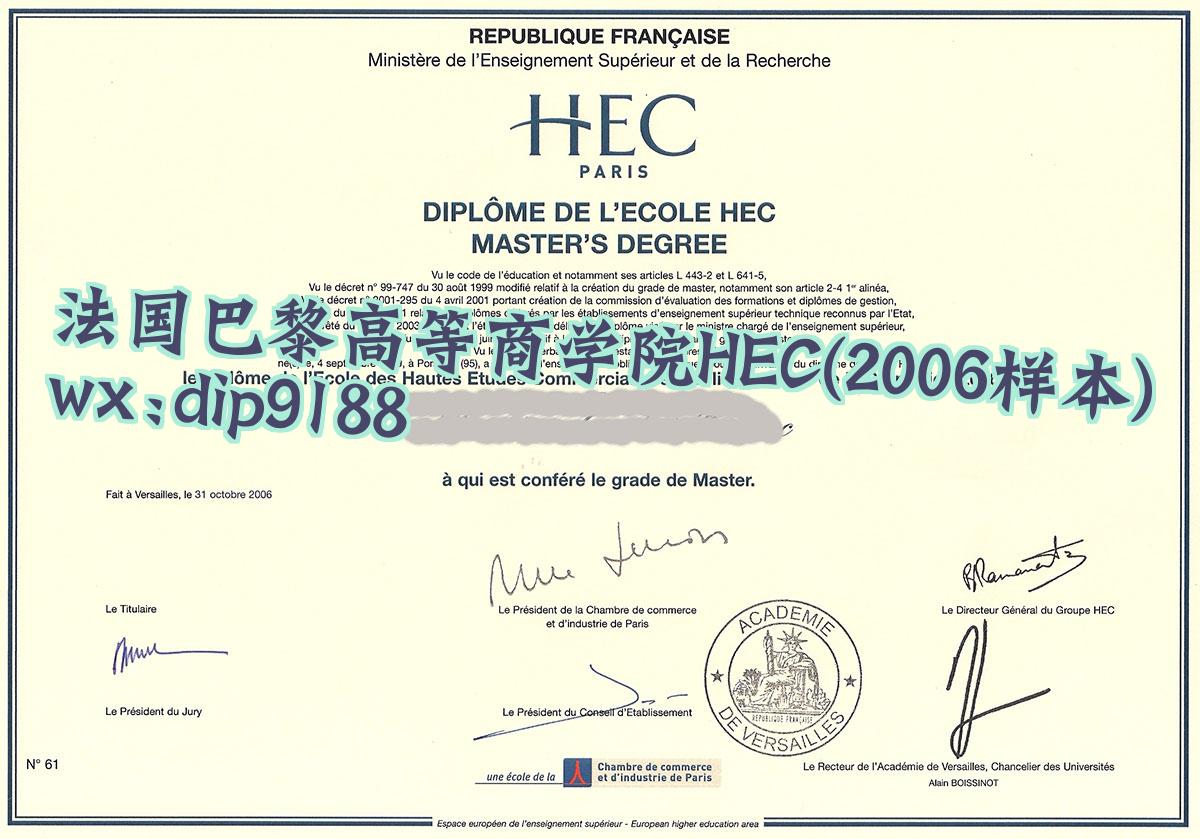 REPUBLIQUE FRANÇAISE
Ministère de l'Enseignement Supérieur et de la Recherche
HEC
PARIS
DIPLÔME DE L'ECOLE HEC
MASTER'S DEGREE
Vu le code de l'éducation et notamment ses articles L 443-2 et L 641-5,
Vu le décret n° 99-747 du 30 août 1999 modifié relatif à la création du grade de master, notamment son article 2-4 1er alinéa,
décret n° 2001-295 du 4 avril 2001 portant création de la commission d'évaluation des formations et diplômes de gestion,
par les établissements d'enseignement supérieur technique reconnus par l'Etat,
2003 ministre chargé de l'enseignement supérieur,
法国巴黎高等商学院HEC(2006样本)
l'Ecole des Hautes Etudes Commercia
wx:dip9188
à qui est conféré le grade de Master.
Fait à Versailles, le 31 octobre 2006
Le Titulaire
Le Président de la Chambre de commerce
et d'industrie de Paris
Le Directeur Général du Groupe HEC
ACADEMIE
DE VERSAILLES
REPUBLIQUE FRANÇAISE
Le Président du Jury
Le Président du Conseil d'Etablissement
N° 61
une école de la
Chambre de commerce
et d'industrie de Paris
Le Recteur de l'Académie de Versailles, Chancelier des Universités
Alain BOISSINOT
Espace européen de l'enseignement supérieur - European higher education area